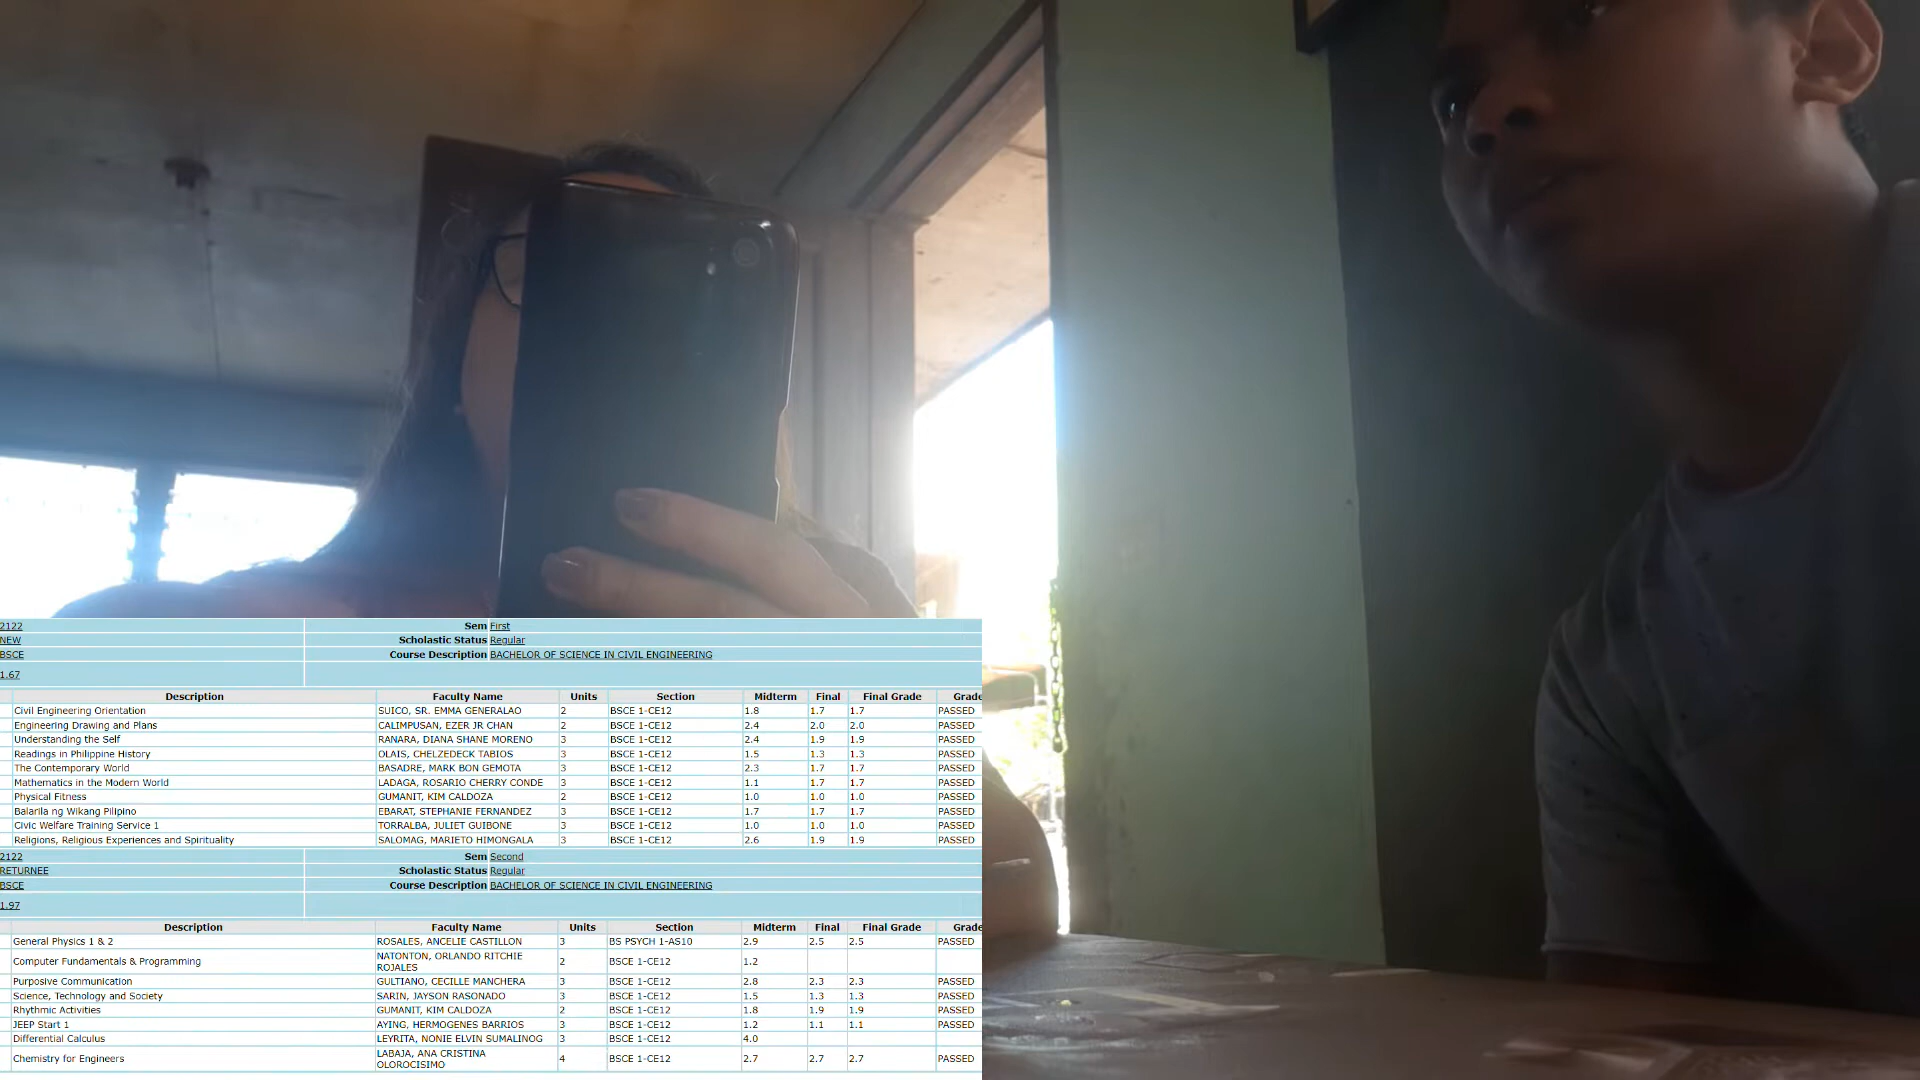 2122 Sem First
NEW Scholastic Status Regular
BSCE Course Description BACHELOR OF SCIENCE IN CIVIL ENGINEERING
1.67
Description Faculty Name Units Section Midterm Final Final Grade Grade
Civil Engineering Orientation SUICO, SR. EMMA GENERALAO 2 BSCE 1-CE12 1.8 1.7 1.7 PASSED
Engineering Drawing and Plans CALIMPUSAN, EZER JR CHAN 2 BSCE 1-CE12 2.4 2.0 2.0 PASSED
Understanding the Self RANARA, DIANA SHANE MORENO 3 BSCE 1-CE12 2.4 1.9 1.9 PASSED
Readings in Philippine History OLAIS, CHELZEDECK TABIOS 3 BSCE 1-CE12 1.5 1.3 1.3 PASSED
The Contemporary World BASADRE, MARK BON GEMOTA 3 BSCE 1-CE12 2.3 1.7 1.7 PASSED
Mathematics in the Modern World LADAGA, ROSARIO CHERRY CONDE 3 BSCE 1-CE12 1.1 1.7 1.7 PASSED
Physical Fitness GUMANIT, KIM CALDOZA 2 BSCE 1-CE12 1.0 1.0 1.0 PASSED
Balarila ng Wikang Pilipino EBARAT, STEPHANIE FERNANDEZ 3 BSCE 1-CE12 1.7 1.7 1.7 PASSED
Civic Welfare Training Service 1 TORRALBA, JULIET GUIBONE 3 BSCE 1-CE12 1.0 1.0 1.0 PASSED
Religions, Religious Experiences and Spirituality SALOMAG, MARIETO HIMONGALA 3 BSCE 1-CE12 2.6 1.9 1.9 PASSED
2122 Sem Second
RETURNEE Scholastic Status Regular
BSCE Course Description BACHELOR OF SCIENCE IN CIVIL ENGINEERING
1.97
Description Faculty Name Units Section Midterm Final Final Grade Grade
General Physics 1 & 2 ROSALES, ANCELIE CASTILLON 3 BS PSYCH 1-AS10 2.9 2.5 2.5 PASSED
Computer Fundamentals & Programming NATONTON, ORLANDO RITCHIE ROJALES 2 BSCE 1-CE12 1.2
Purposive Communication GULTIANO, CECILLE MANCHERA 3 BSCE 1-CE12 2.8 2.3 2.3 PASSED
Science, Technology and Society SARIN, JAYSON RASONADO 3 BSCE 1-CE12 1.5 1.3 1.3 PASSED
Rhythmic Activities GUMANIT, KIM CALDOZA 2 BSCE 1-CE12 1.8 1.9 1.9 PASSED
JEEP Start 1 AYING, HERMOGENES BARRIOS 3 BSCE 1-CE12 1.2 1.1 1.1 PASSED
Differential Calculus LEYRITA, NONIE ELVIN SUMALINOG 3 BSCE 1-CE12 4.0
Chemistry for Engineers LABAJA, ANA CRISTINA OLOROCISIMO 4 BSCE 1-CE12 2.7 2.7 2.7 PASSED